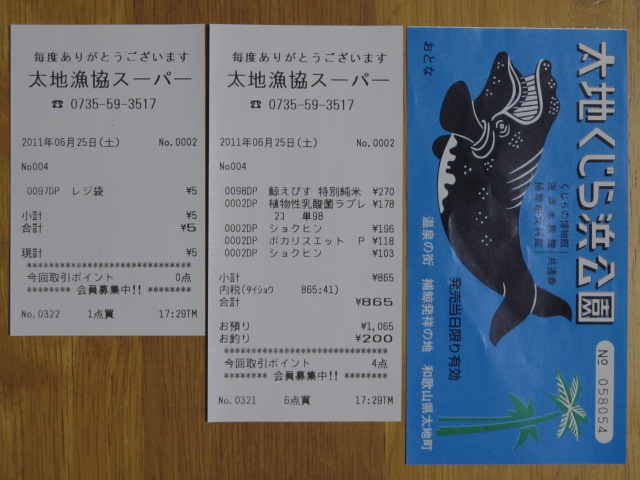 毎度ありがとうございます
太地漁協スーパー
☎ 0735-59-3517
2011年06月25日(土) No.0002
No004
0097DP レジ袋 ¥5
小計 ¥5
合計 ¥5
現計 ¥5
******************************
今回取引ポイント 0点
******** 会員募集中!! ********
No.0322 1点買 17:29TM
毎度ありがとうございます
太地漁協スーパー
☎ 0735-59-3517
2011年06月25日(土) No.0002
No004
0098DP 鯨えびす 特別純米 ¥270
0002DP 植物性乳酸菌ラブレ ¥178
2コ 単98
0002DP ショクヒン ¥196
0002DP ポカリスエット P ¥118
0002DP ショクヒン ¥103
小計 ¥865
内税(タイショウ 865:41)
合計 ¥865
お預り ¥1,065
お釣り ¥200
******************************
今回取引ポイント 4点
******** 会員募集中!! ********
No.0321 6点買 17:29TM
太地くじら浜公園
くじらの博物館
海洋水族館
捕鯨船資料館
共通券
おとな
発売当日限り有効
温泉の街 捕鯨発祥の地 和歌山県太地町
No 058054